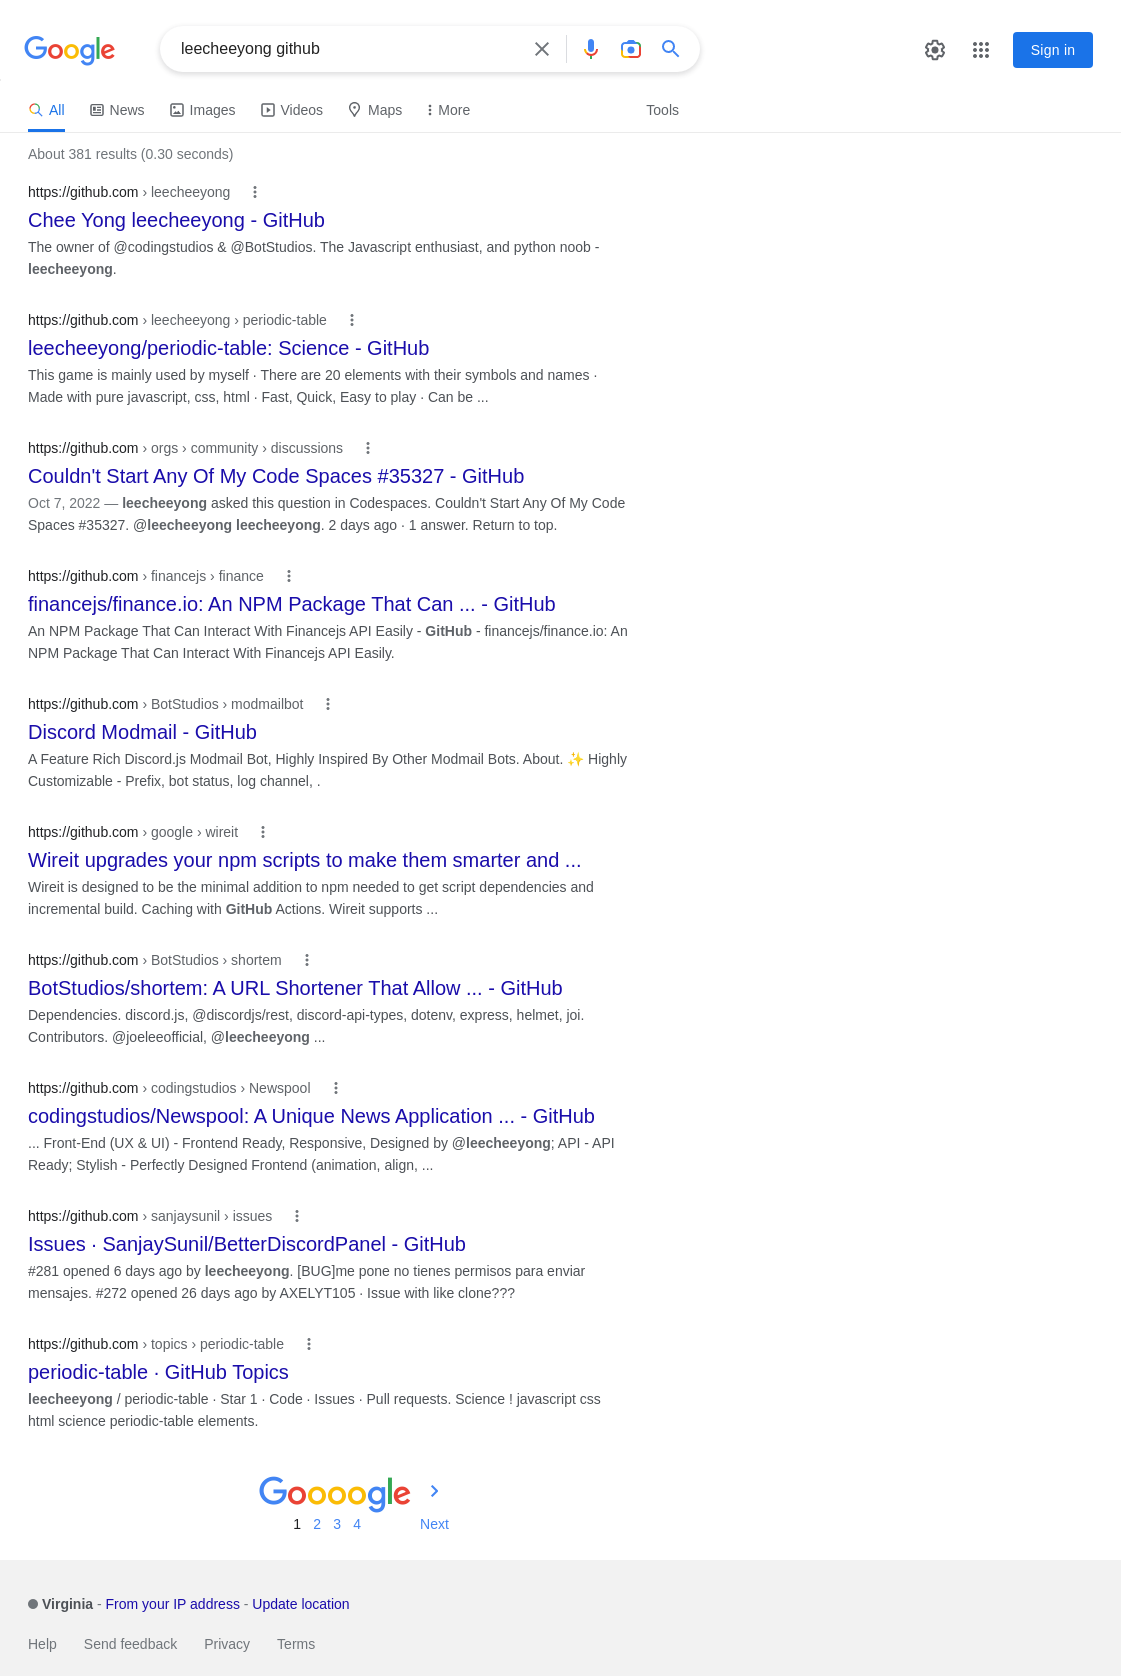 Google
leecheeyong github
Sign in
All News Images Videos Maps More Tools
About 381 results (0.30 seconds)
https://github.com › leecheeyong
Chee Yong leecheeyong - GitHub
The owner of @codingstudios & @BotStudios. The Javascript enthusiast, and python noob -
leecheeyong.
https://github.com › leecheeyong › periodic-table
leecheeyong/periodic-table: Science - GitHub
This game is mainly used by myself · There are 20 elements with their symbols and names ·
Made with pure javascript, css, html · Fast, Quick, Easy to play · Can be ...
https://github.com › orgs › community › discussions
Couldn't Start Any Of My Code Spaces #35327 - GitHub
Oct 7, 2022 — leecheeyong asked this question in Codespaces. Couldn't Start Any Of My Code
Spaces #35327. @leecheeyong leecheeyong. 2 days ago · 1 answer. Return to top.
https://github.com › financejs › finance
financejs/finance.io: An NPM Package That Can ... - GitHub
An NPM Package That Can Interact With Financejs API Easily - GitHub - financejs/finance.io: An
NPM Package That Can Interact With Financejs API Easily.
https://github.com › BotStudios › modmailbot
Discord Modmail - GitHub
A Feature Rich Discord.js Modmail Bot, Highly Inspired By Other Modmail Bots. About. ✨ Highly
Customizable - Prefix, bot status, log channel, .
https://github.com › google › wireit
Wireit upgrades your npm scripts to make them smarter and ...
Wireit is designed to be the minimal addition to npm needed to get script dependencies and
incremental build. Caching with GitHub Actions. Wireit supports ...
https://github.com › BotStudios › shortem
BotStudios/shortem: A URL Shortener That Allow ... - GitHub
Dependencies. discord.js, @discordjs/rest, discord-api-types, dotenv, express, helmet, joi.
Contributors. @joeleeofficial, @leecheeyong ...
https://github.com › codingstudios › Newspool
codingstudios/Newspool: A Unique News Application ... - GitHub
... Front-End (UX & UI) - Frontend Ready, Responsive, Designed by @leecheeyong; API - API
Ready; Stylish - Perfectly Designed Frontend (animation, align, ...
https://github.com › sanjaysunil › issues
Issues · SanjaySunil/BetterDiscordPanel - GitHub
#281 opened 6 days ago by leecheeyong. [BUG]me pone no tienes permisos para enviar
mensajes. #272 opened 26 days ago by AXELYT105 · Issue with like clone???
https://github.com › topics › periodic-table
periodic-table · GitHub Topics
leecheeyong / periodic-table · Star 1 · Code · Issues · Pull requests. Science ! javascript css
html science periodic-table elements.
Goooogle
1 2 3 4 Next
Virginia - From your IP address - Update location
Help Send feedback Privacy Terms